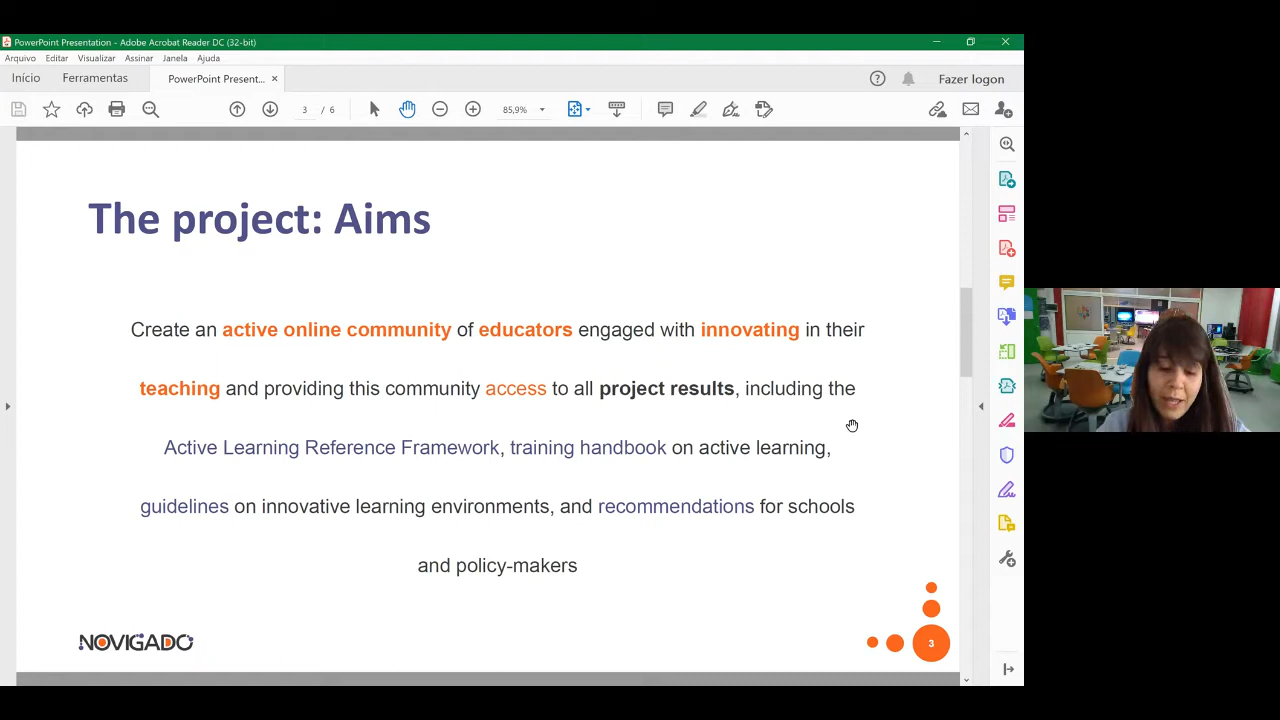 PowerPoint Presentation - Adobe Acrobat Reader DC (32-bit)
Arquivo Editar Visualizar Assinar Janela Ajuda
Início Ferramentas PowerPoint Present... × Fazer logon
3 / 6 85,9%
The project: Aims
Create an active online community of educators engaged with innovating in their
teaching and providing this community access to all project results, including the
Active Learning Reference Framework, training handbook on active learning,
guidelines on innovative learning environments, and recommendations for schools
and policy-makers
NOVIGADO
3